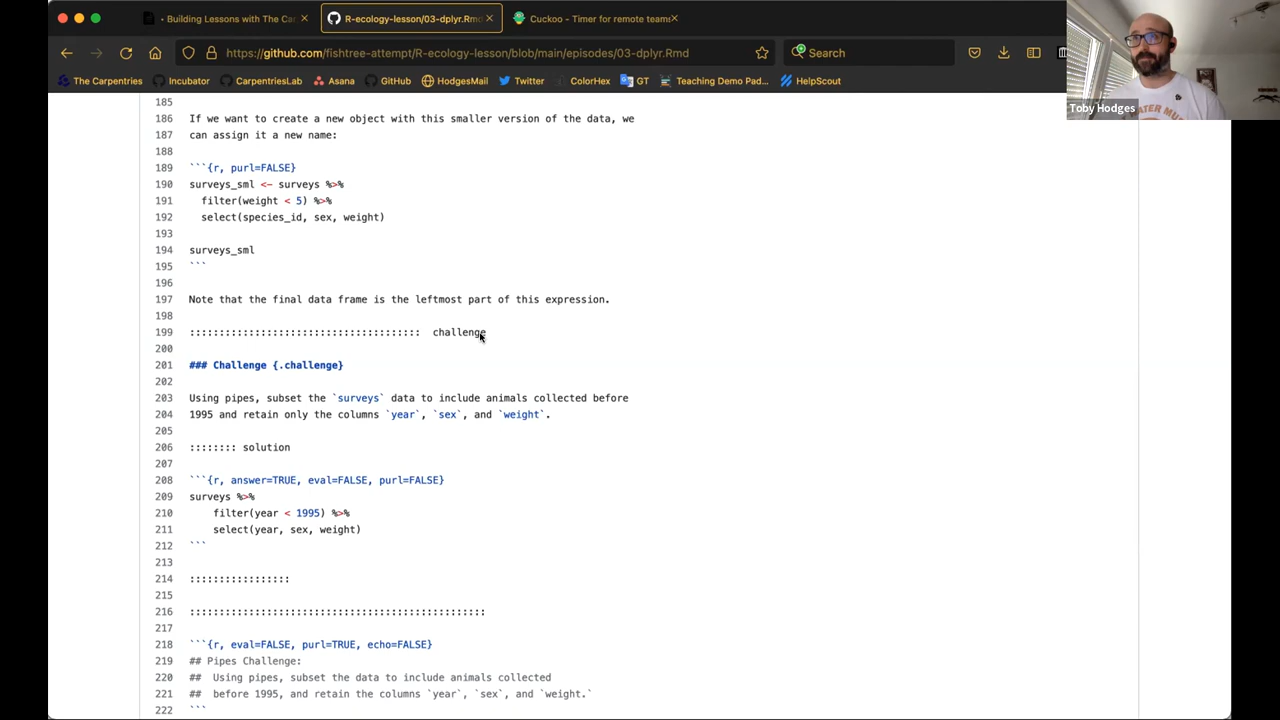 Building Lessons with The Ca
R-ecology-lesson/03-dplyr.Rmd
Cuckoo - Timer for remote teams
https://github.com/fishtree-attempt/R-ecology-lesson/blob/main/episodes/03-dplyr.Rmd
Search
The Carpentries
Incubator
CarpentriesLab
Asana
GitHub
HodgesMail
Twitter
ColorHex
GT
Teaching Demo Pad...
HelpScout
Toby Hodges
185
186 If we want to create a new object with this smaller version of the data, we
187 can assign it a new name:
188
189 ```{r, purl=FALSE}
190 surveys_sml <- surveys %>%
191   filter(weight < 5) %>%
192   select(species_id, sex, weight)
193
194 surveys_sml
195 ```
196
197 Note that the final data frame is the leftmost part of this expression.
198
199 ::::::::::::::::::::::::::::::::::::::: challenge
200
201 ### Challenge {.challenge}
202
203 Using pipes, subset the `surveys` data to include animals collected before
204 1995 and retain only the columns `year`, `sex`, and `weight`.
205
206 :::::::: solution
207
208 ```{r, answer=TRUE, eval=FALSE, purl=FALSE}
209 surveys %>%
210     filter(year < 1995) %>%
211     select(year, sex, weight)
212 ```
213
214 :::::::::::::::::
215
216 ::::::::::::::::::::::::::::::::::::::::::::::::::
217
218 ```{r, eval=FALSE, purl=TRUE, echo=FALSE}
219 ## Pipes Challenge:
220 ##  Using pipes, subset the data to include animals collected
221 ##  before 1995, and retain the columns `year`, `sex`, and `weight.`
222 ```